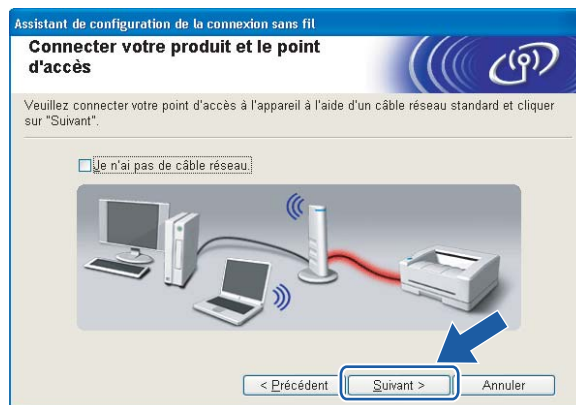 Assistant de configuration de la connexion sans fil
Connecter votre produit et le point
d'accès
Veuillez connecter votre point d'accès à l'appareil à l'aide d'un câble réseau standard et cliquer
sur "Suivant".
Je n'ai pas de câble réseau.
< Précédent
Suivant >
Annuler